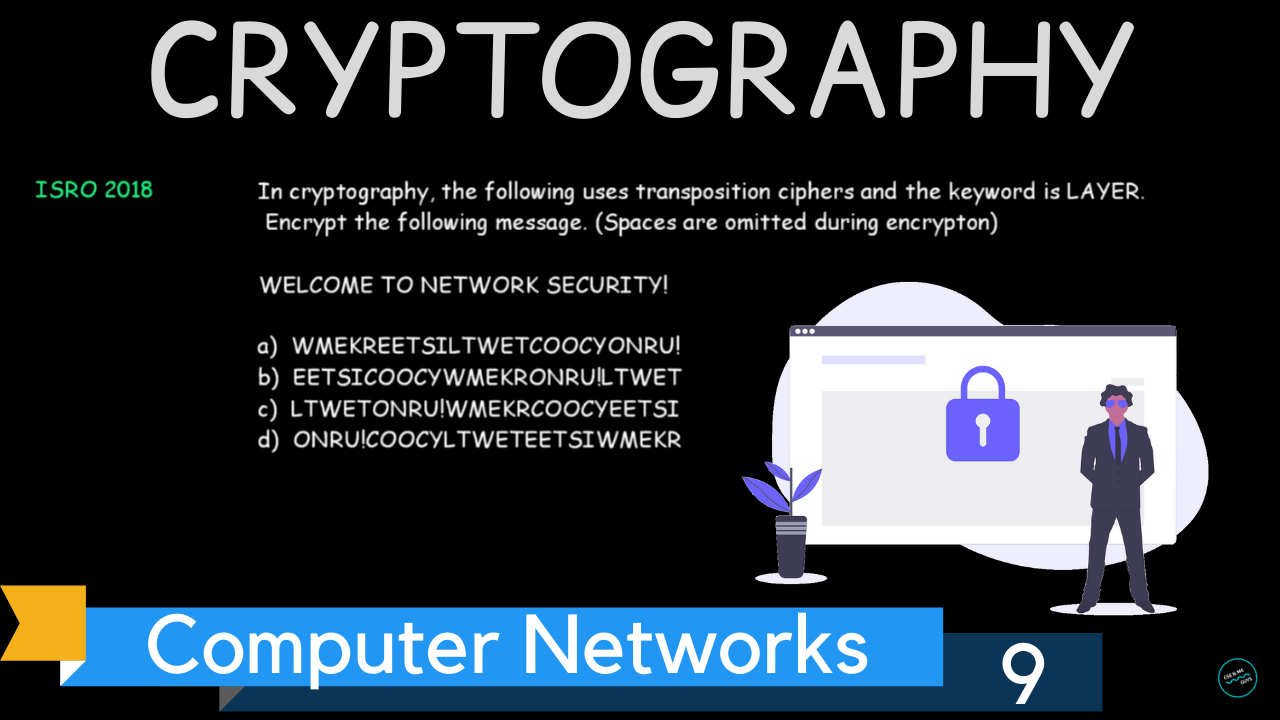 CRYPTOGRAPHY
ISRO 2018
In cryptography, the following uses transposition ciphers and the keyword is LAYER.
Encrypt the following message. (Spaces are omitted during encrypton)
WELCOME TO NETWORK SECURITY!
a) WMEKREETSILTWETCOOCYONRU!
b) EETSICOOCYWMEKRONRU!LTWET
c) LTWETONRU!WMEKRCOOCYEETSI
d) ONRU!COOCYLTWETEETSIWMEKR
Computer Networks
9